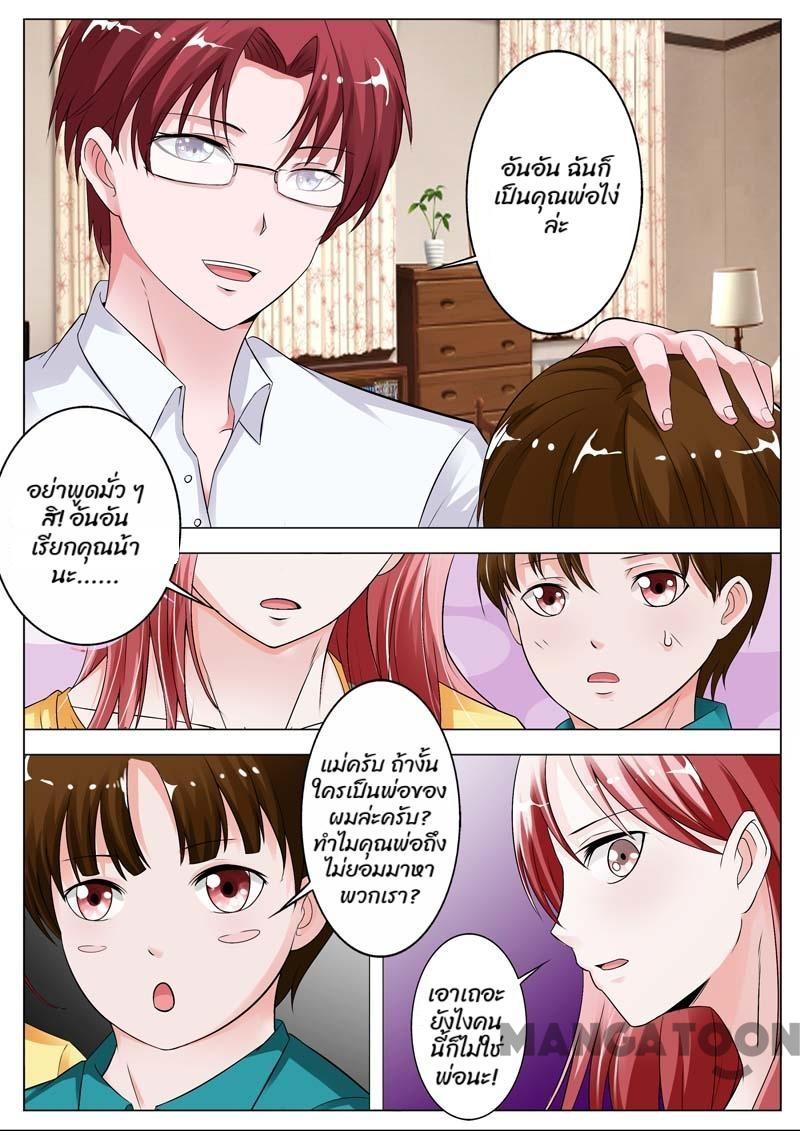 อันอัน ฉันก็
เป็นคุณพ่อไง่
ล่ะ
อย่าพูดมั่ว ๆ
สิ! อันอัน
เรียกคุณน้า
นะ......
แม่ครับ ถ้างั้น
ใครเป็นพ่อของ
ผมล่ะครับ?
ทำไมคุณพ่อถึง
ไม่ยอมมาหา
พวกเรา?
เอาเถอะ
ยังไงคน
นี้ก็ไม่ใช่
พ่อนะ!
MANGATOON